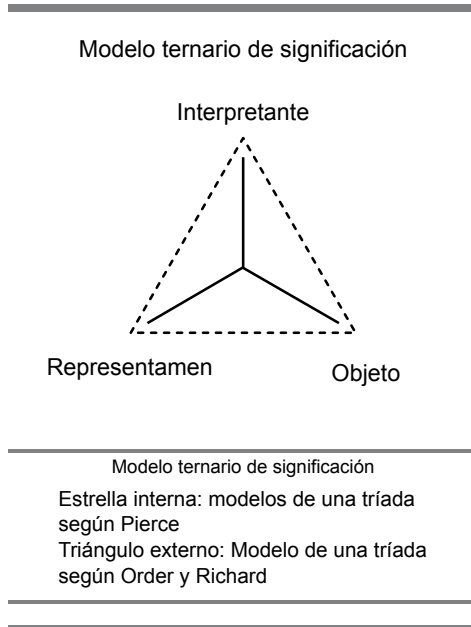 Modelo ternario de significación
Interpretante
Representamen
Objeto
Modelo ternario de significación
Estrella interna: modelos de una tríada
según Pierce
Triángulo externo: Modelo de una tríada
según Order y Richard